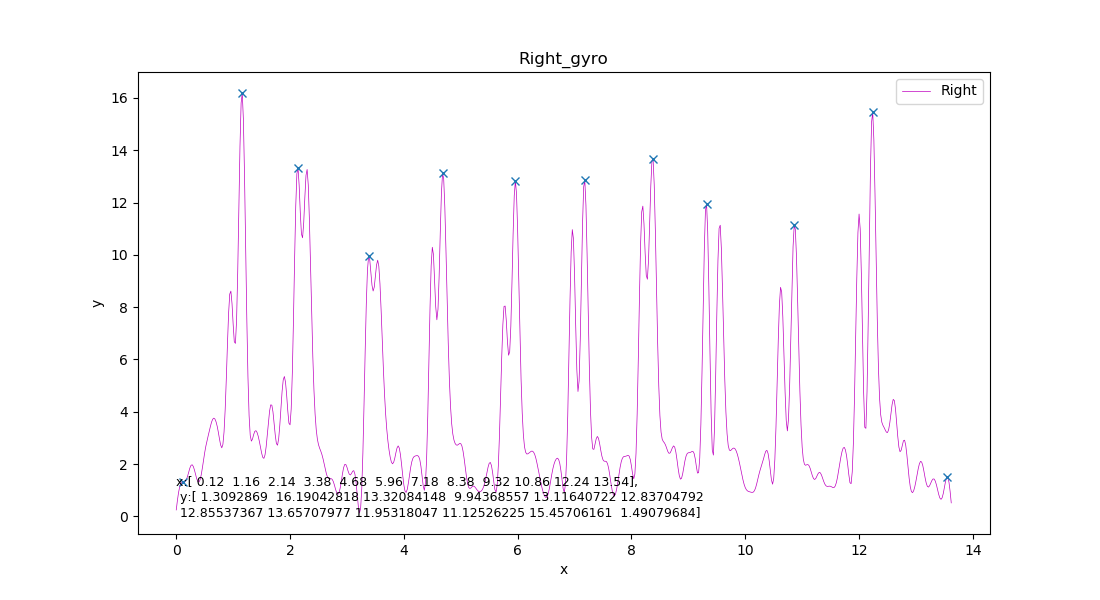 Right_gyro
Right
16
14
12
10
8
6
4
2
0
y
x:[ 0.12 1.16 2.14 3.38 4.68 5.96 7.18 8.38 9.32 10.86 12.24 13.54],
y:[ 1.3092869 16.19042818 13.32084148 9.94368557 13.11640722 12.83704792
12.85537367 13.65707977 11.95318047 11.12526225 15.45706161 1.49079684]
0 2 4 6 8 10 12 14
x